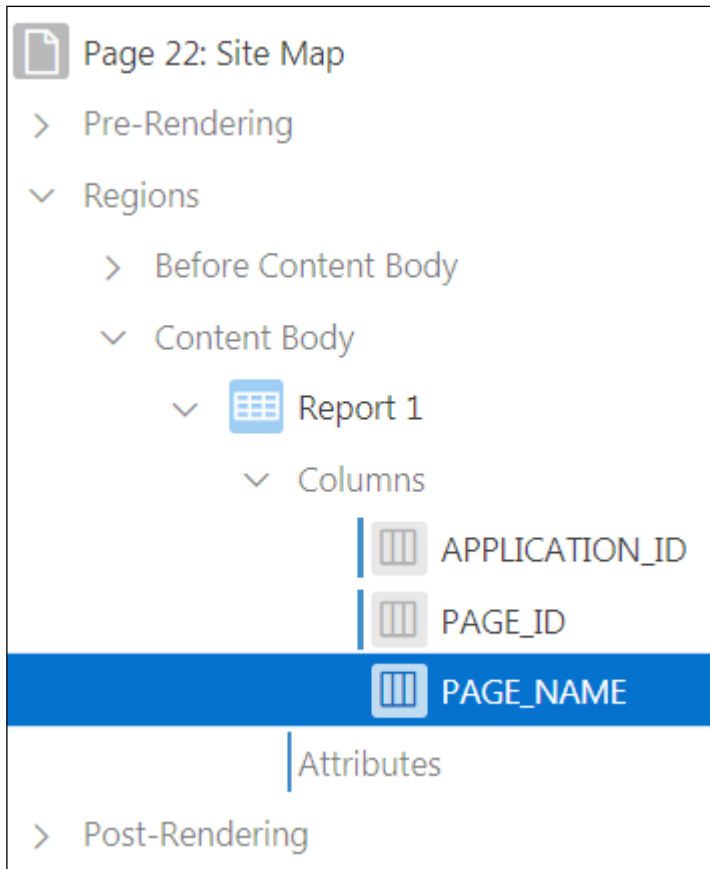 Page 22: Site Map
Pre-Rendering
Regions
Before Content Body
Content Body
Report 1
Columns
APPLICATION_ID
PAGE_ID
PAGE_NAME
Attributes
Post-Rendering